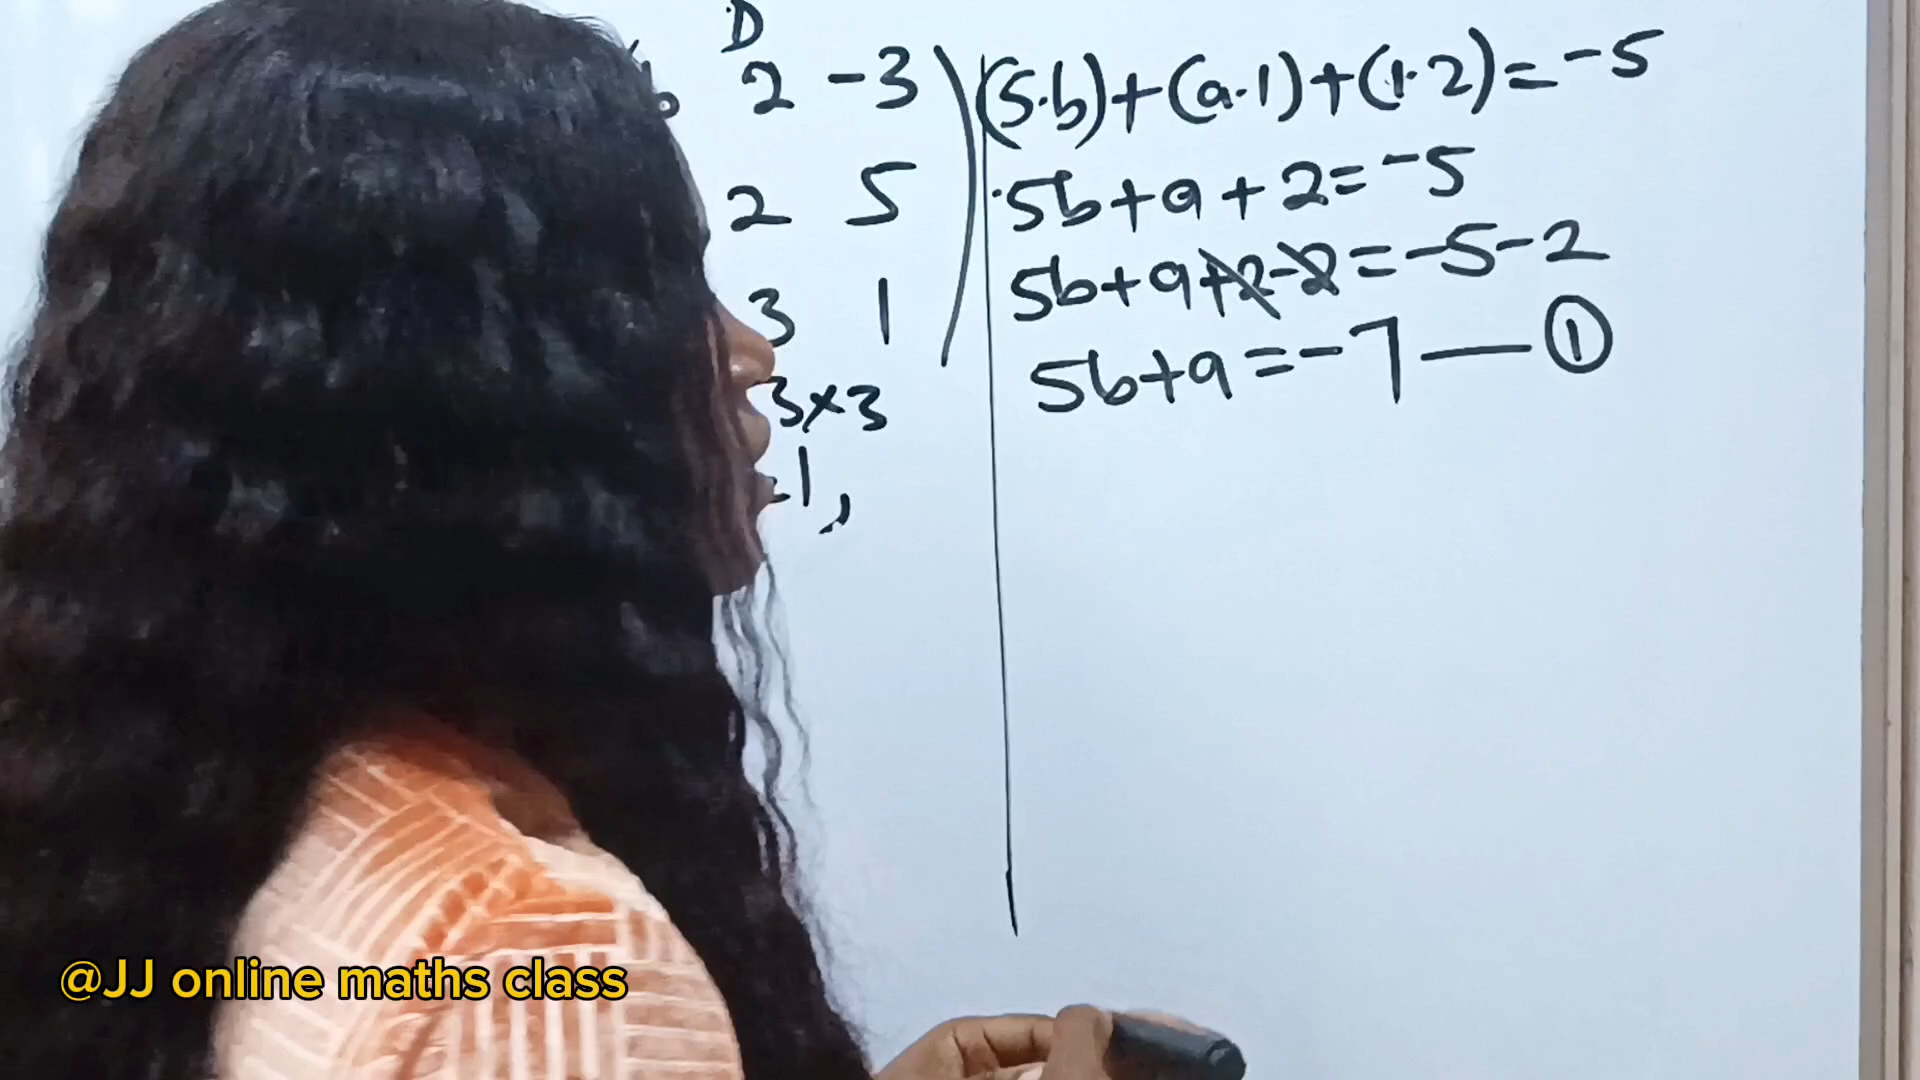 D
b 2 -3
2 5
3 1
3×3
-1,
(5·b)+(a·1)+(1·2)=-5
5b+a+2=-5
5b+a+2-2=-5-2
5b+a=-7—①
@JJ online maths class